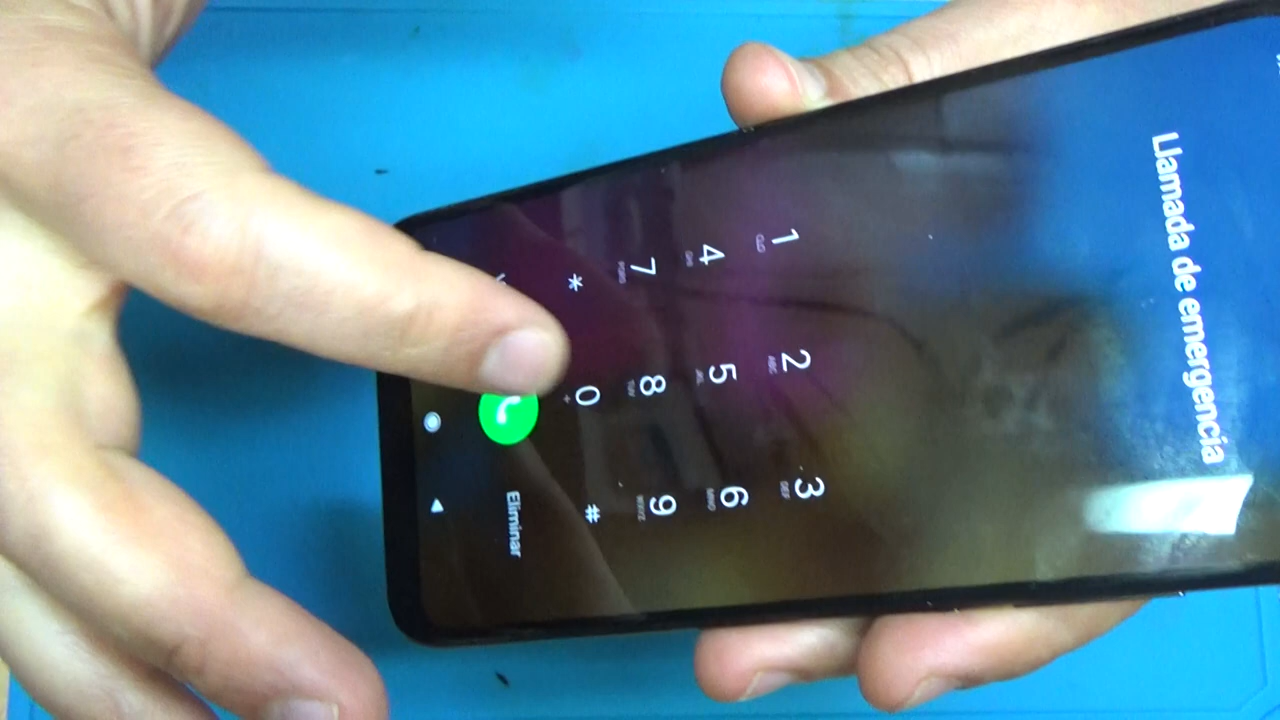 Llamada de emergencia
1 2 3
ABC DEF
4 5 6
GHI JKL MNO
7 8 9
PQRS TUV WXYZ
* 0 #
+
Eliminar